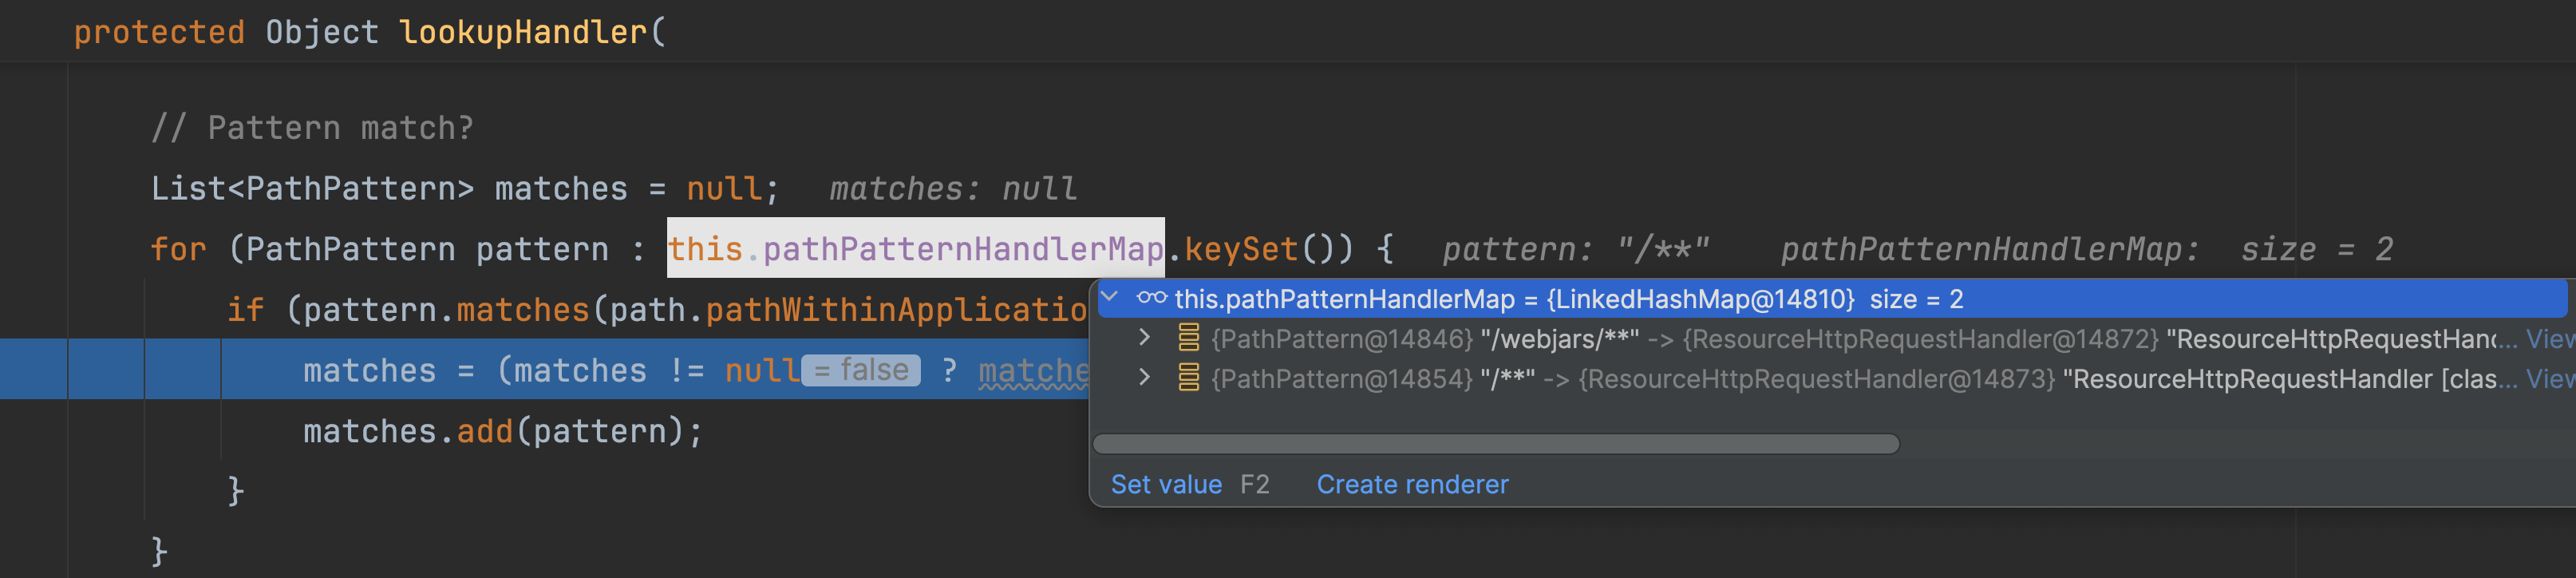 protected Object lookupHandler(
// Pattern match?
List<PathPattern> matches = null;   matches: null
for (PathPattern pattern : this.pathPatternHandlerMap.keySet()) {   pattern: "/**"   pathPatternHandlerMap:  size = 2
if (pattern.matches(path.pathWithinApplicatio
this.pathPatternHandlerMap = {LinkedHashMap@14810}  size = 2
{PathPattern@14846} "/webjars/**" -> {ResourceHttpRequestHandler@14872} "ResourceHttpRequestHanc... View
matches = (matches != null = false ? matche
{PathPattern@14854} "/**" -> {ResourceHttpRequestHandler@14873} "ResourceHttpRequestHandler [clas... View
matches.add(pattern);
}
Set value F2   Create renderer
}